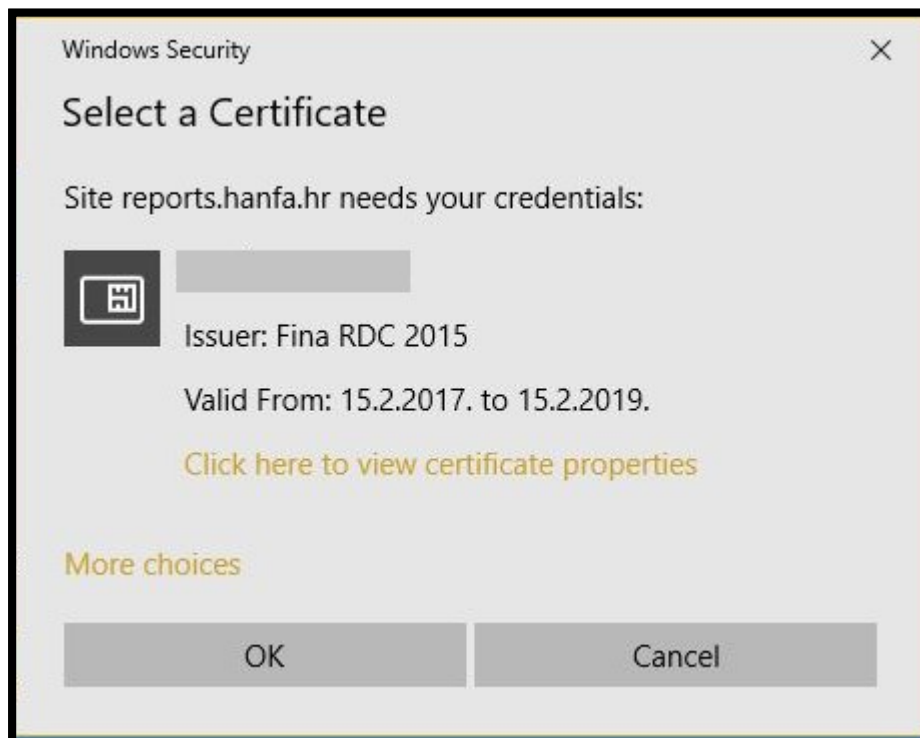 Windows Security
Select a Certificate
Site reports.hanfa.hr needs your credentials:
Issuer: Fina RDC 2015
Valid From: 15.2.2017. to 15.2.2019.
Click here to view certificate properties
More choices
OK
Cancel